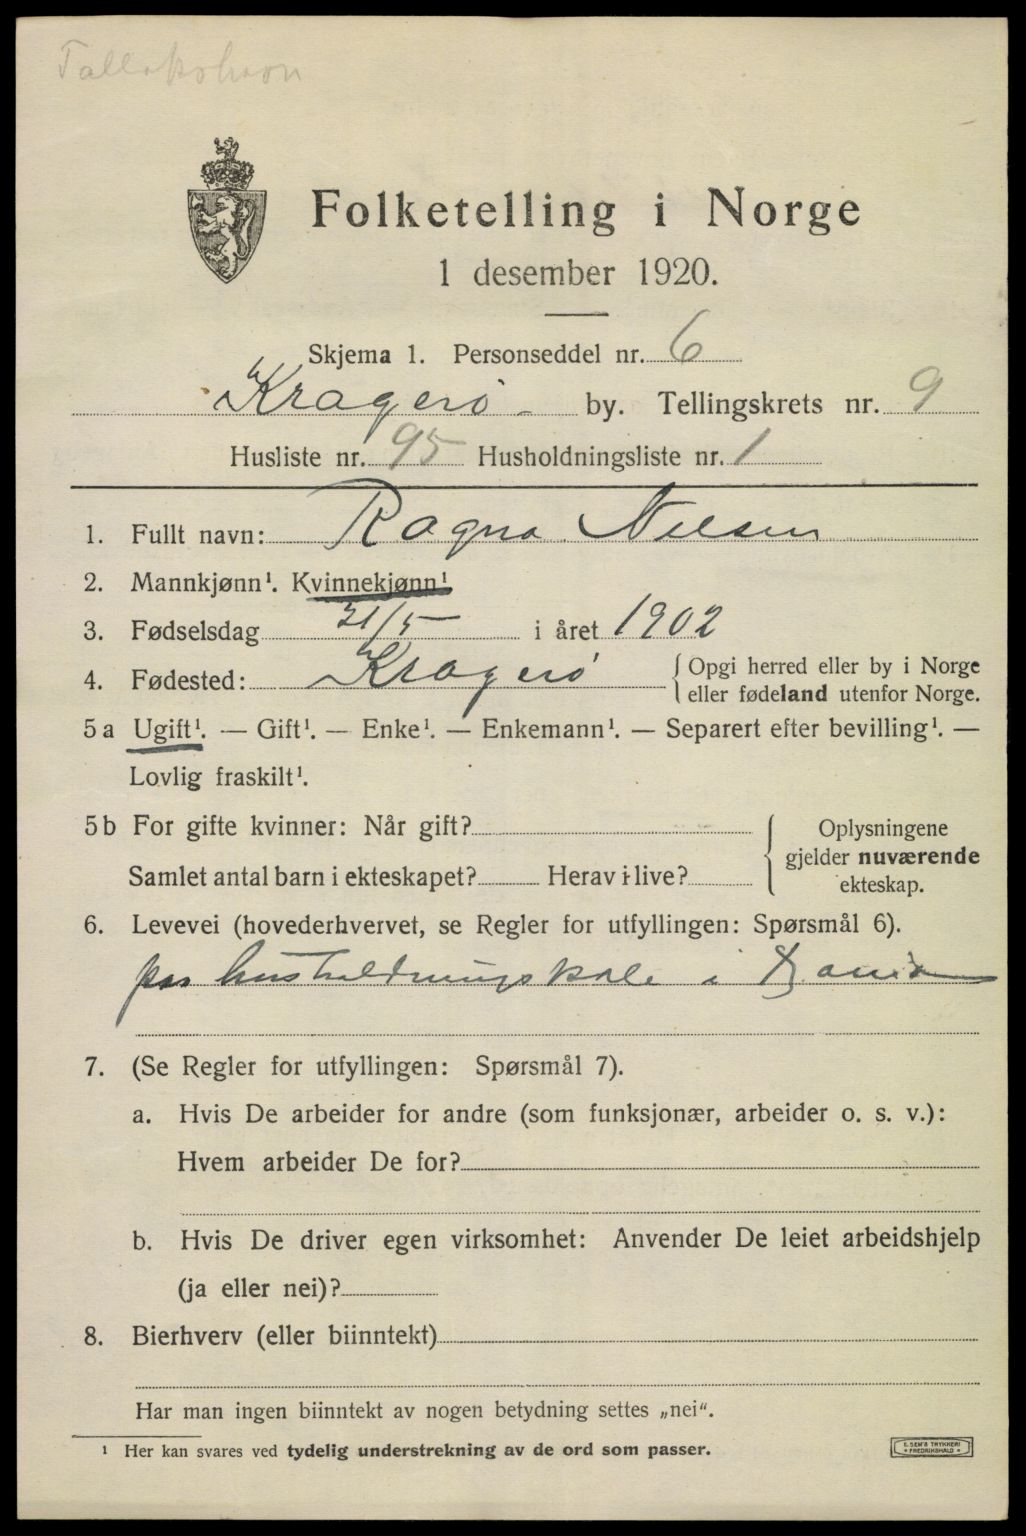 Folketelling i Norge
1 desember 1920.
Skjema 1. Personseddel nr. 6
Kragerø by. Tellingskrets nr. 9
Husliste nr. 95 Husholdningsliste nr. 1
1. Fullt navn: Ragna Nilsen
2. Mannkjønn¹. Kvinnekjønn¹
3. Fødselsdag 21/5 i året 1902
4. Fødested: Kragerø { Opgi herred eller by i Norge
eller fødeland utenfor Norge.
5a Ugift¹. — Gift¹. — Enke¹. — Enkemann¹. — Separert efter bevilling¹. —
Lovlig fraskilt¹.
5b For gifte kvinner: Når gift?
Samlet antal barn i ekteskapet? Herav i live?
{ Oplysningene
gjelder nuværende
ekteskap.
6. Levevei (hovederhvervet, se Regler for utfyllingen: Spørsmål 6).
paa husholdningsskole i
7. (Se Regler for utfyllingen: Spørsmål 7).
a. Hvis De arbeider for andre (som funksjonær, arbeider o. s. v.):
Hvem arbeider De for?
b. Hvis De driver egen virksomhet: Anvender De leiet arbeidshjelp
(ja eller nei)?
8. Bierhverv (eller biinntekt)
Har man ingen biinntekt av nogen betydning settes „nei".
¹ Her kan svares ved tydelig understrekning av de ord som passer.
E. SEM'S TRYKKERI
• FREDRIKSHALD •